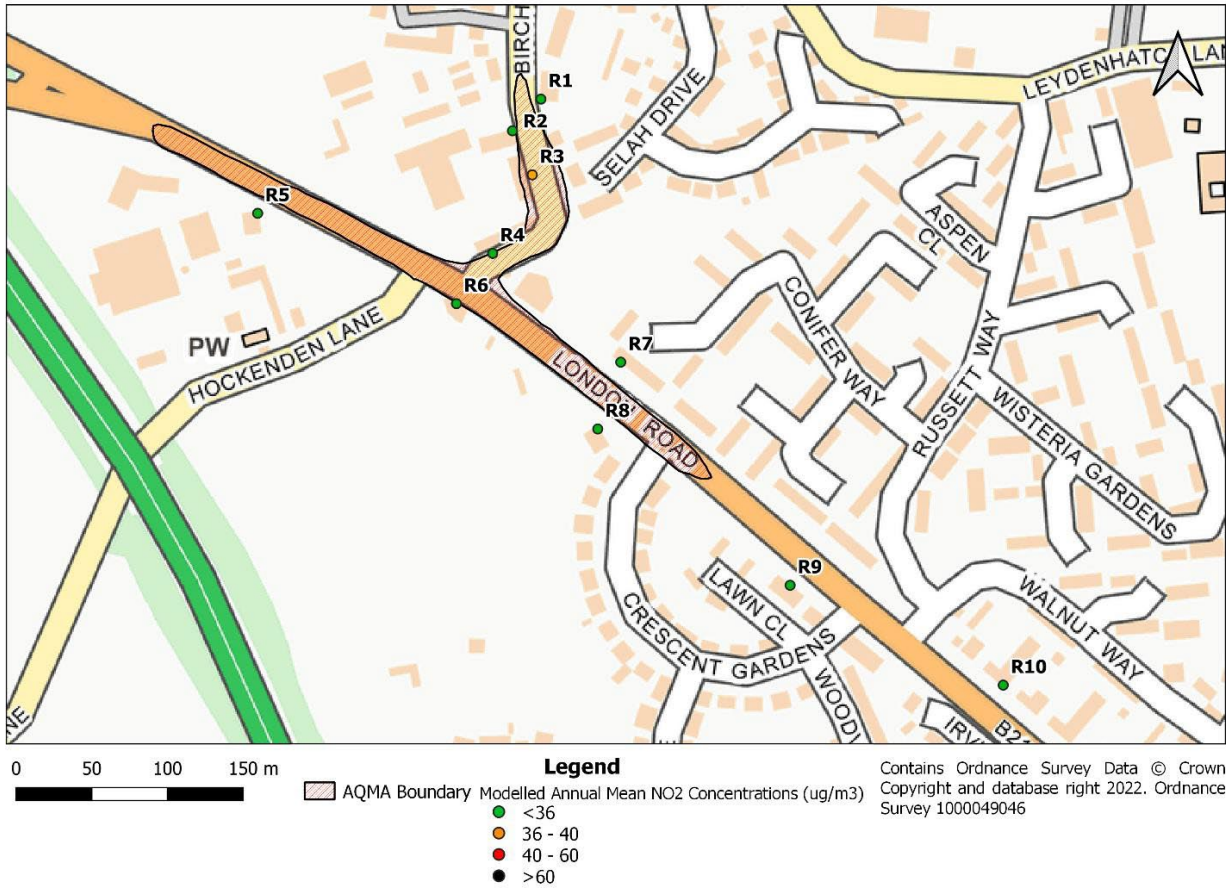 BIRCH
R1
LEYDENHATCH LAN
R2
SELAH DRIVE
R3
R5
ASPEN
CL
R4
R6
CONIFER WAY
PW
HOCKENDEN LANE
RUSSETT WAY
R7
LONDON ROAD
WISTERIA GARDENS
R8
R9
LAWN CL
WALNUT WAY
CRESCENT GARDENS
R10
WOODI
NE
IRVI
B21
0 50 100 150 m
Legend
AQMA Boundary
Modelled Annual Mean NO2 Concentrations (ug/m3)
<36
36 - 40
40 - 60
>60
Contains Ordnance Survey Data © Crown
Copyright and database right 2022. Ordnance
Survey 1000049046